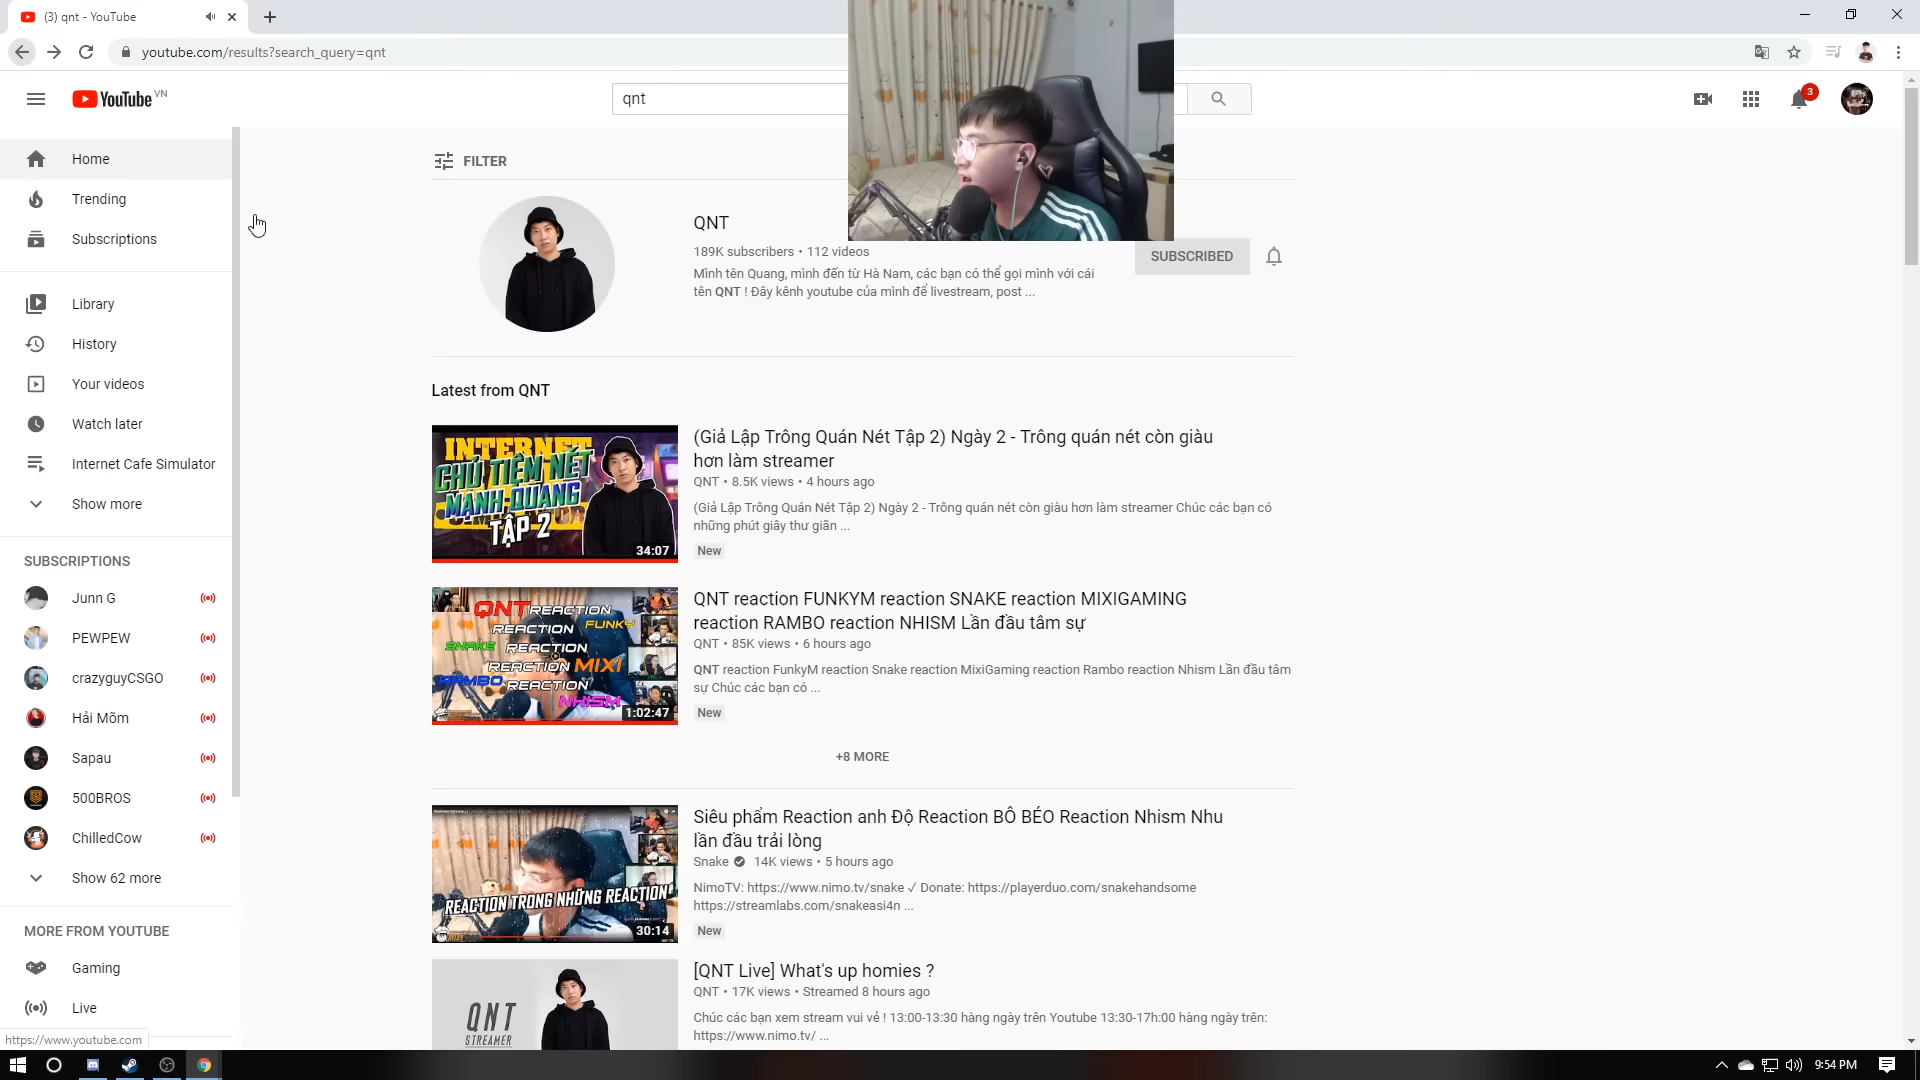 (3) qnt - YouTube
youtube.com/results?search_query=qnt
YouTube VN
qnt
3
Home
Trending
Subscriptions
Library
History
Your videos
Watch later
Internet Cafe Simulator
Show more
SUBSCRIPTIONS
Junn G
PEWPEW
crazyguyCSGO
Hải Mõm
Sapau
500BROS
ChilledCow
Show 62 more
MORE FROM YOUTUBE
Gaming
Live
https://www.youtube.com
FILTER
QNT
189K subscribers • 112 videos
Mình tên Quang, mình đến từ Hà Nam, các bạn có thể gọi mình với cái
tên QNT ! Đây kênh youtube của mình để livestream, post ...
SUBSCRIBED
Latest from QNT
INTERNET
CHÚ TIỆM NÉT
MẠNH QUANG
TẬP 2
34:07
(Giả Lập Trông Quán Nét Tập 2) Ngày 2 - Trông quán nét còn giàu
hơn làm streamer
QNT • 8.5K views • 4 hours ago
(Giả Lập Trông Quán Nét Tập 2) Ngày 2 - Trông quán nét còn giàu hơn làm streamer Chúc các bạn có
những phút giây thư giãn ...
New
QNT REACTION
REACTION FUNKY
SNAKE REACTION
REACTION MIXI
RAMBO REACTION
NHISM
1:02:47
QNT reaction FUNKYM reaction SNAKE reaction MIXIGAMING
reaction RAMBO reaction NHISM Lần đầu tâm sự
QNT • 85K views • 6 hours ago
QNT reaction FunkyM reaction Snake reaction MixiGaming reaction Rambo reaction Nhism Lần đầu tâm
sự Chúc các bạn có ...
New
+8 MORE
REACTION TRONG NHỮNG REACTION
30:14
Siêu phẩm Reaction anh Độ Reaction BÔ BÉO Reaction Nhism Nhu
lần đầu trải lòng
Snake 14K views • 5 hours ago
NimoTV: https://www.nimo.tv/snake ✓ Donate: https://playerduo.com/snakehandsome
https://streamlabs.com/snakeasi4n ...
New
QNT
STREAMER
[QNT Live] What's up homies ?
QNT • 17K views • Streamed 8 hours ago
Chúc các bạn xem stream vui vẻ ! 13:00-13:30 hàng ngày trên Youtube 13:30-17h:00 hàng ngày trên:
https://www.nimo.tv/ ...
9:54 PM